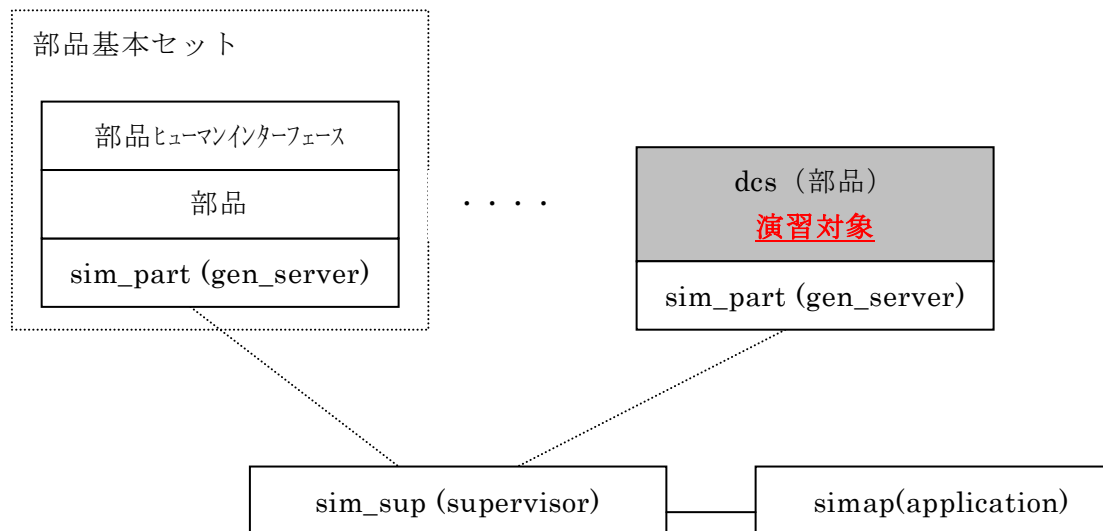 部品基本セット
部品ヒューマンインターフェース
部品
sim_part (gen_server)
・・・・
dcs（部品）
演習対象
sim_part (gen_server)
sim_sup (supervisor)
simap(application)